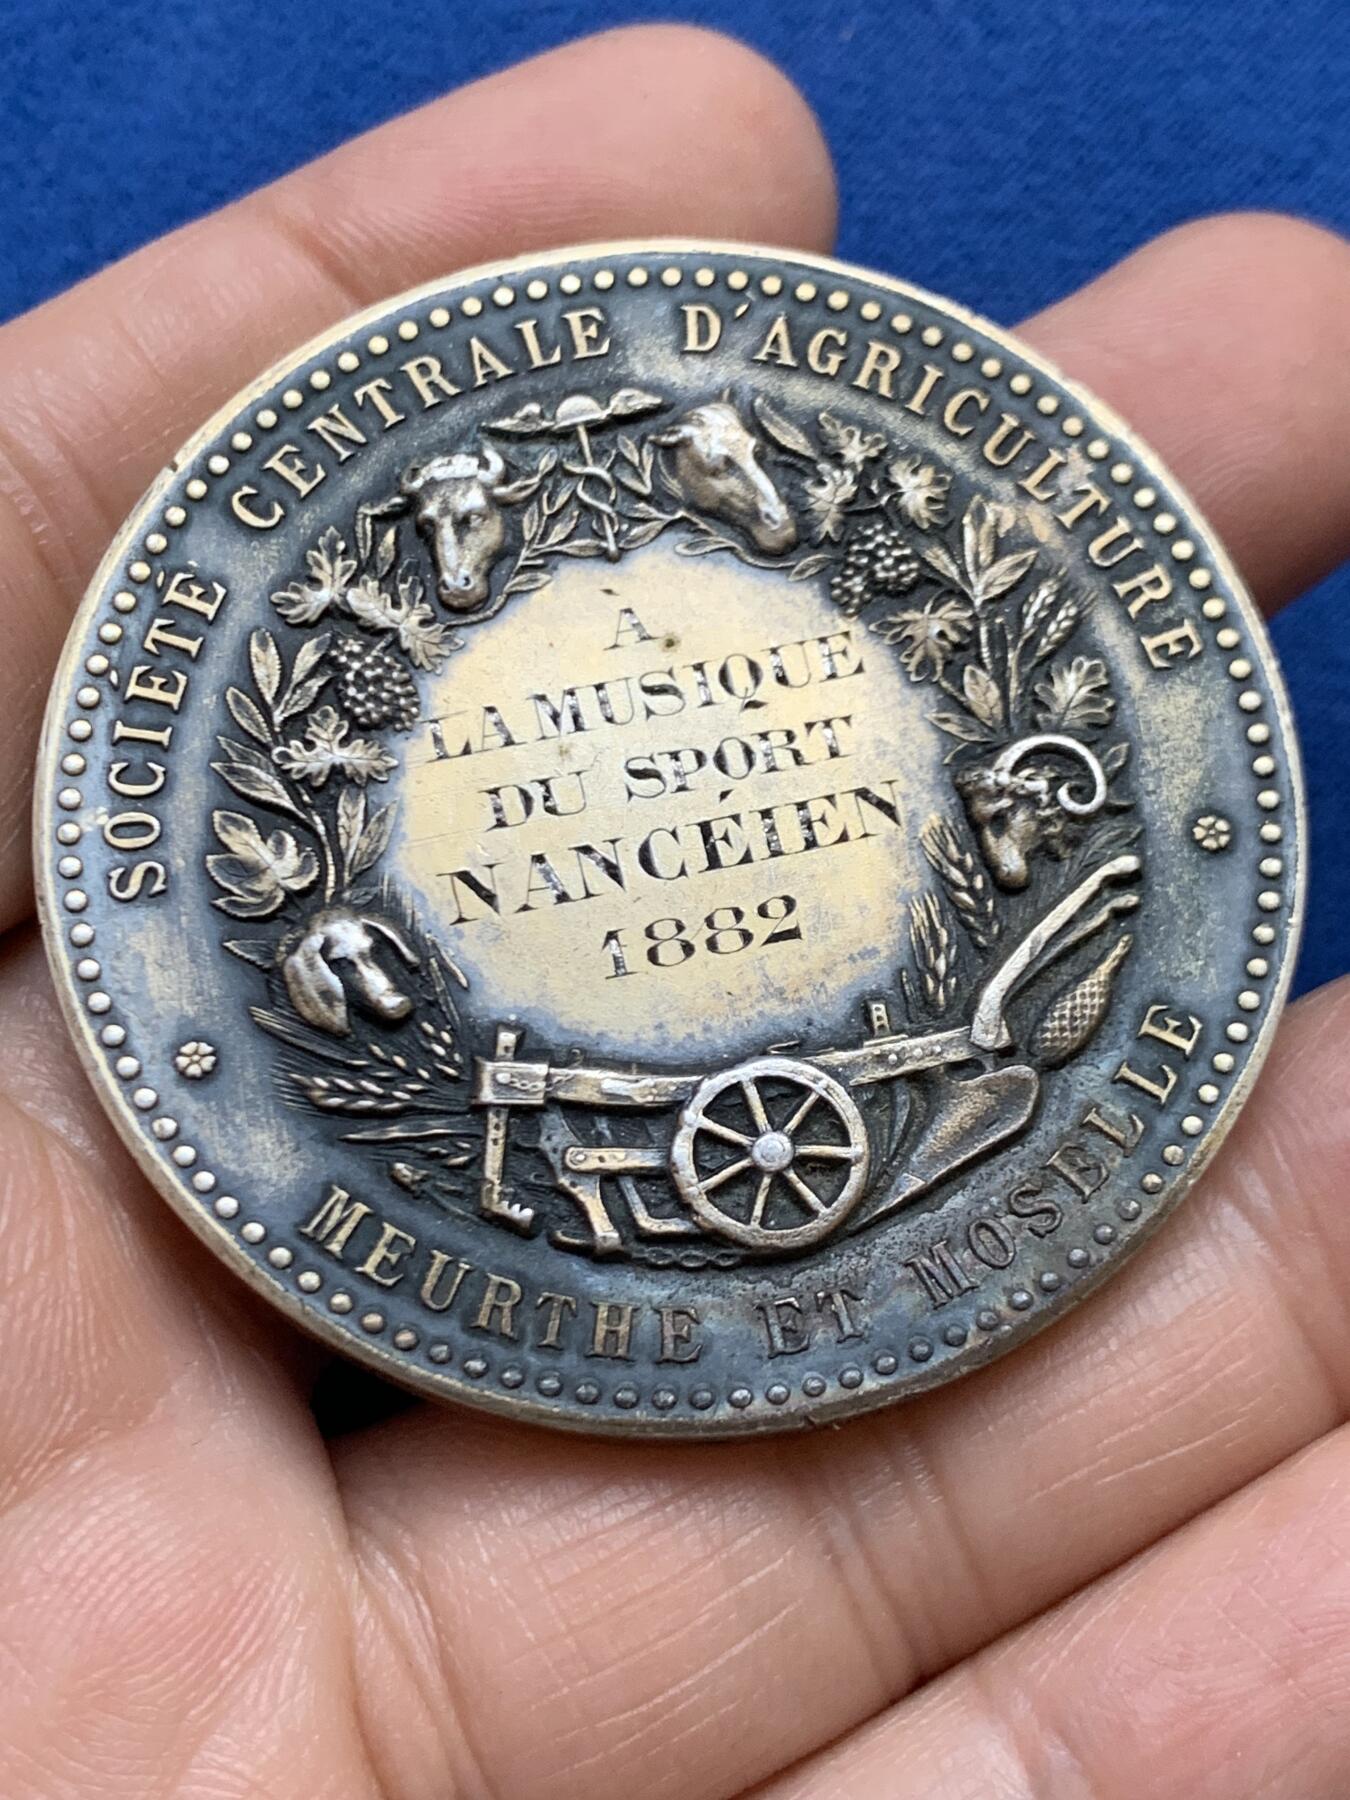 SOCIÉTÉ CENTRALE D'AGRICULTURE
À
LA MUSIQUE
DU SPORT
NANCÉIEN
1882
MEURTHE ET MOSELLE